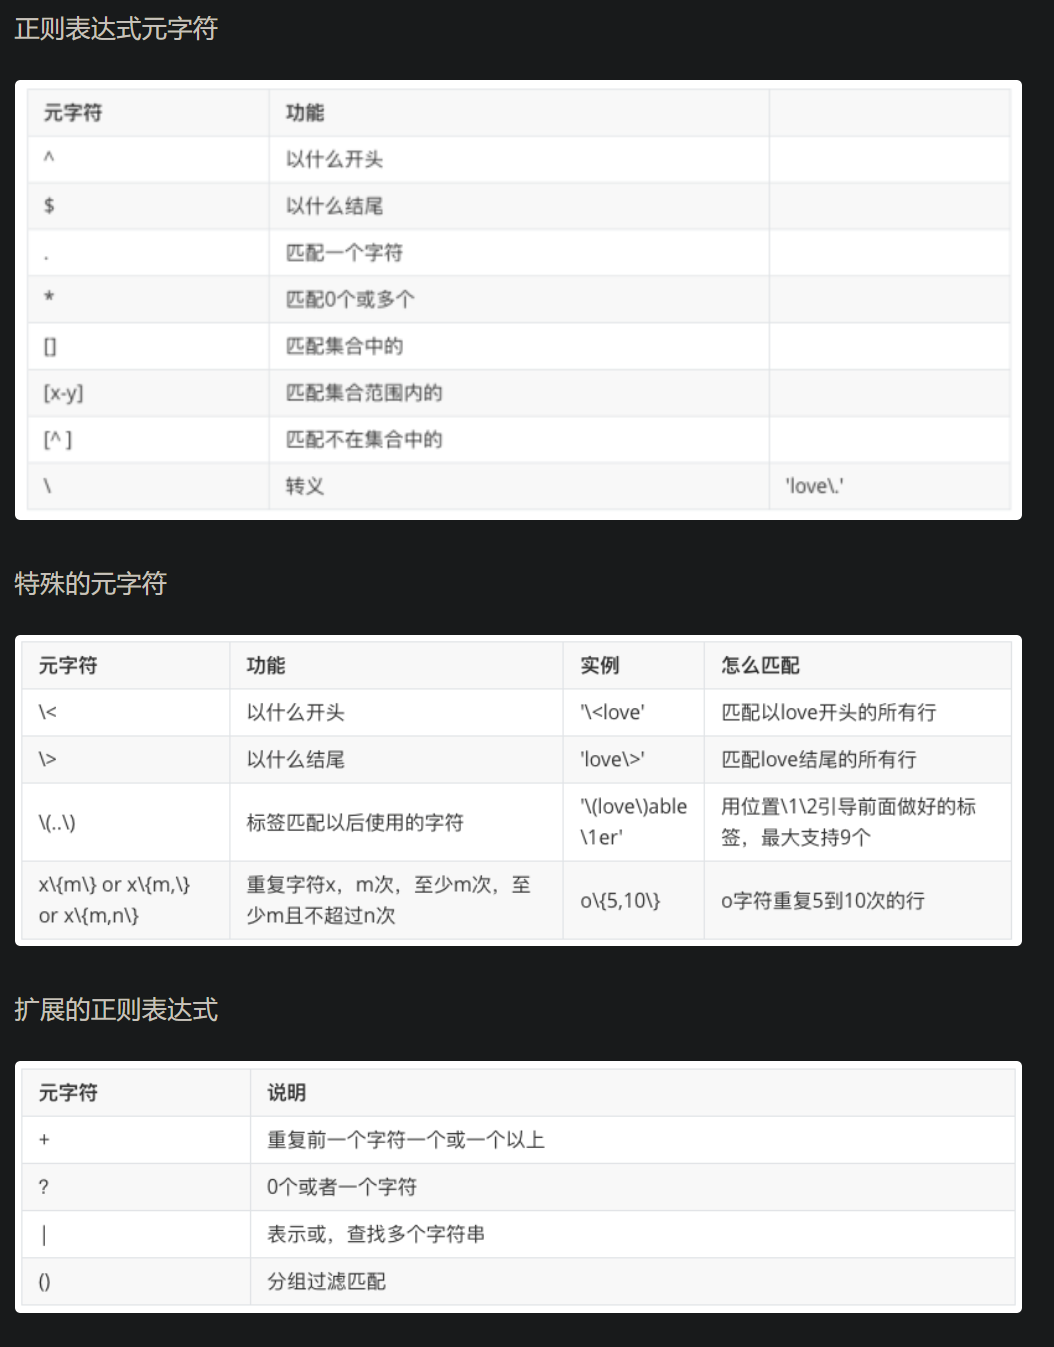 正则表达式元字符
元字符 功能
^ 以什么开头
$ 以什么结尾
. 匹配一个字符
* 匹配0个或多个
[] 匹配集合中的
[x-y] 匹配集合范围内的
[^ ] 匹配不在集合中的
\ 转义 'love\.'
特殊的元字符
元字符 功能 实例 怎么匹配
\< 以什么开头 '\<love' 匹配以love开头的所有行
\> 以什么结尾 'love\>' 匹配love结尾的所有行
\(..\) 标签匹配以后使用的字符 '\(love\)able
\1er' 用位置\1\2引导前面做好的标
签，最大支持9个
x\{m\} or x\{m,\}
or x\{m,n\} 重复字符x，m次，至少m次，至
少m且不超过n次 o\{5,10\} o字符重复5到10次的行
扩展的正则表达式
元字符 说明
+ 重复前一个字符一个或一个以上
? 0个或者一个字符
| 表示或，查找多个字符串
() 分组过滤匹配